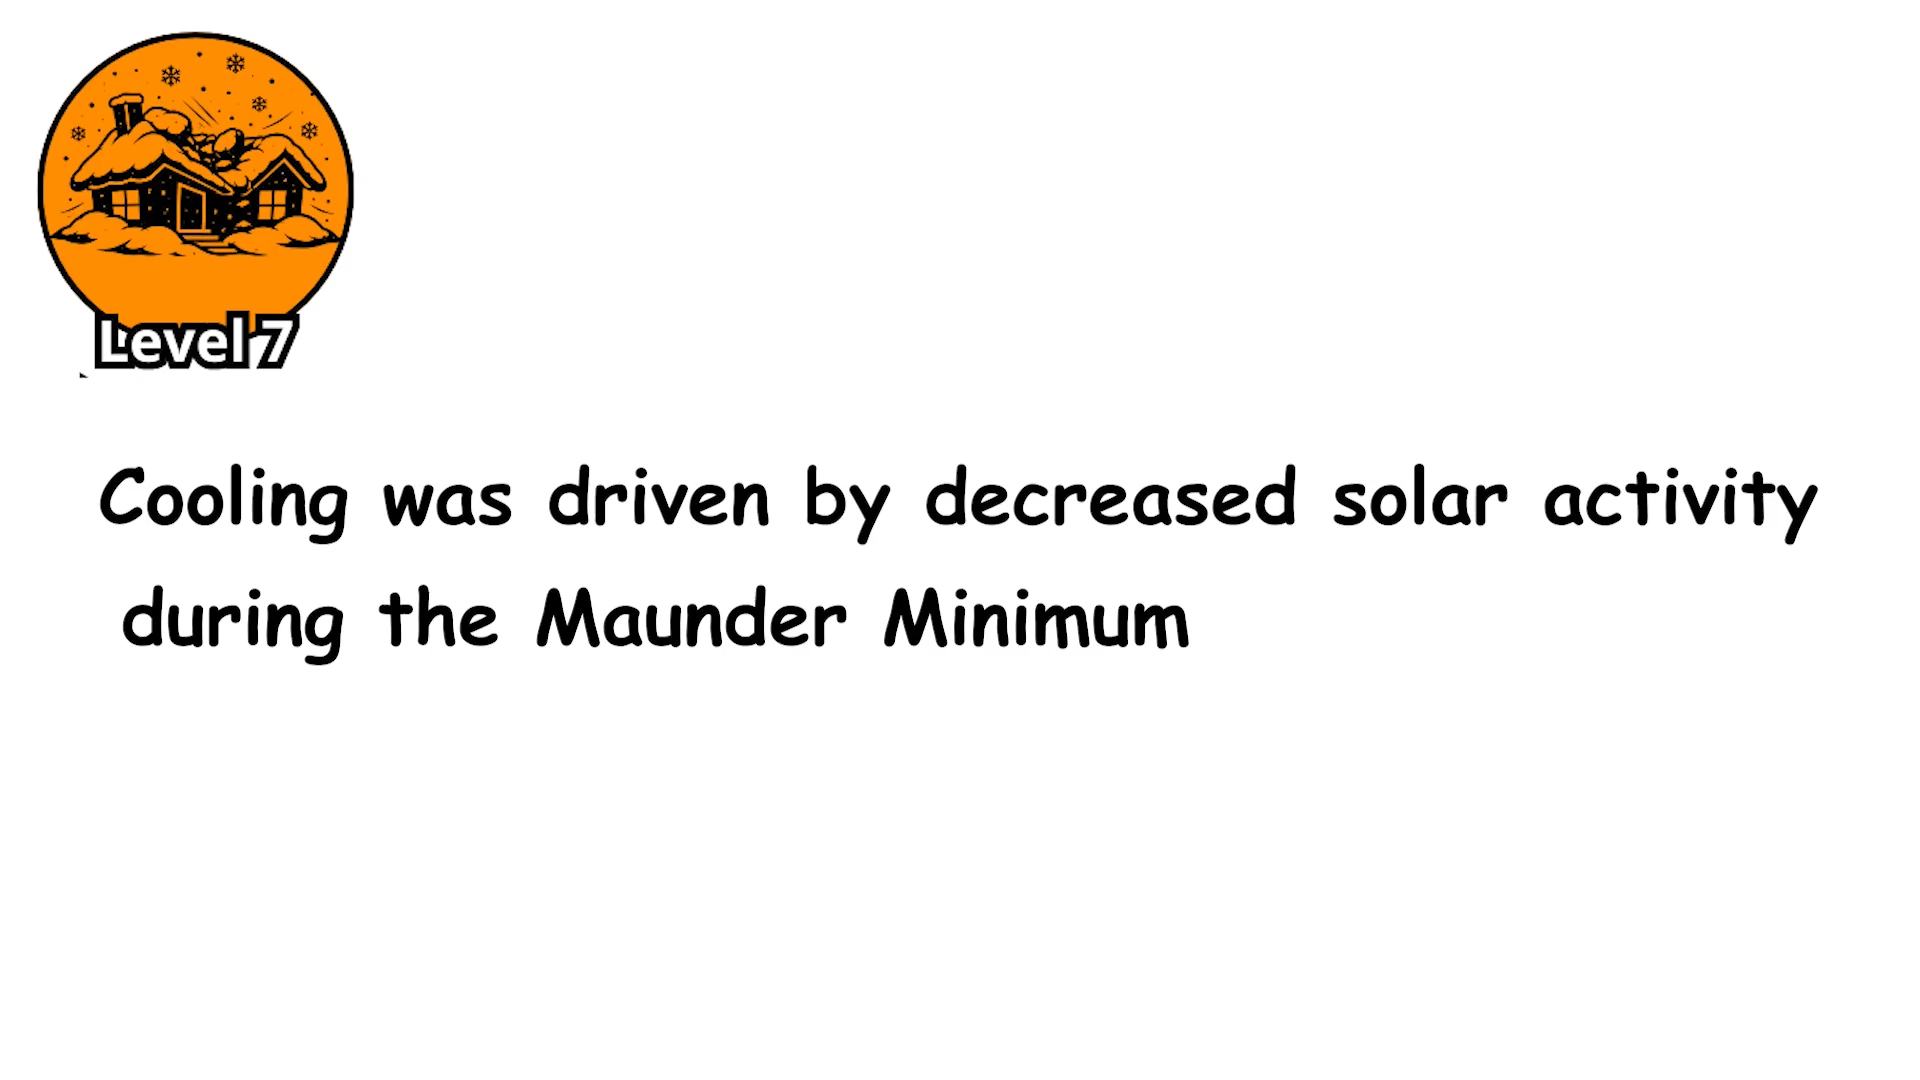 Level 7
Cooling was driven by decreased solar activity
during the Maunder Minimum